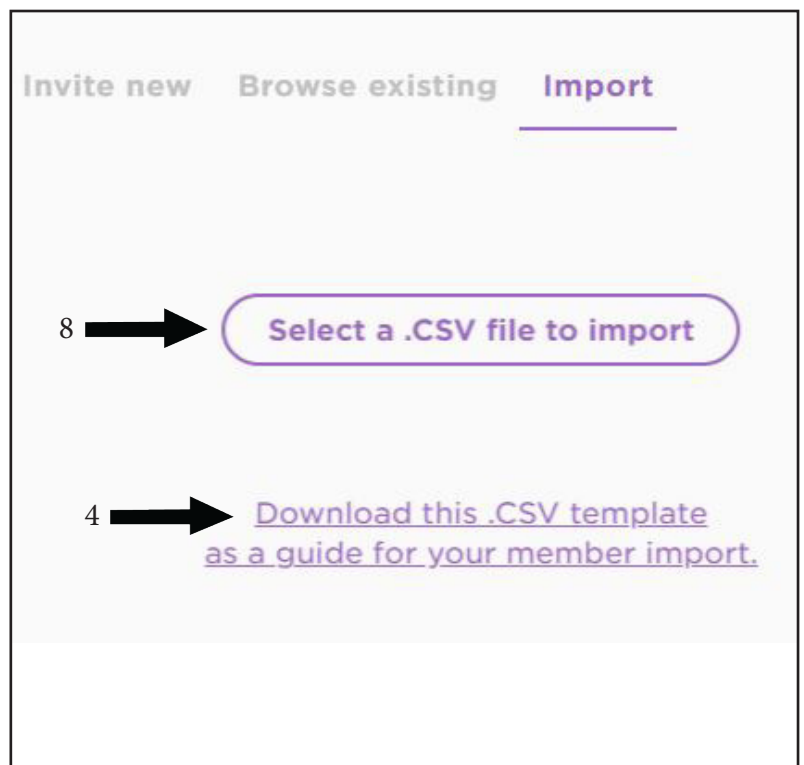 Invite new Browse existing Import
8 Select a .CSV file to import
4 Download this .CSV template
as a guide for your member import.